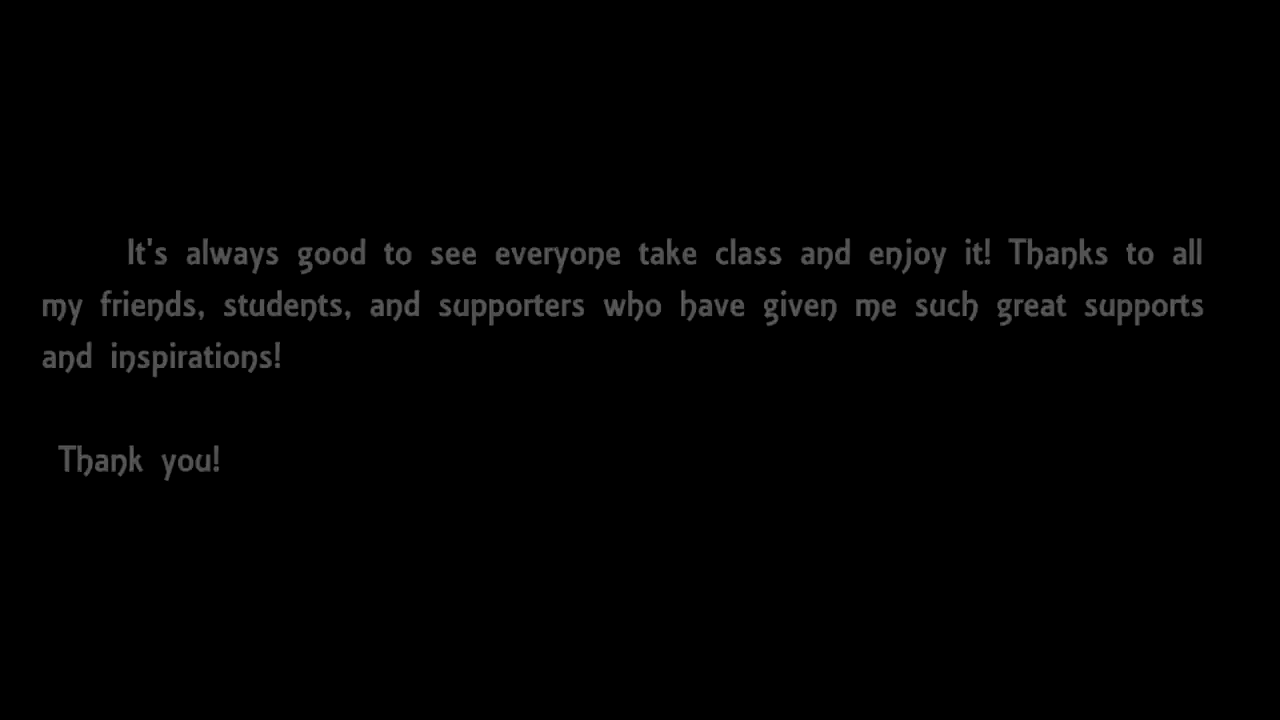 It's always good to see everyone take class and enjoy it! Thanks to all
my friends, students, and supporters who have given me such great supports
and inspirations!
Thank you!